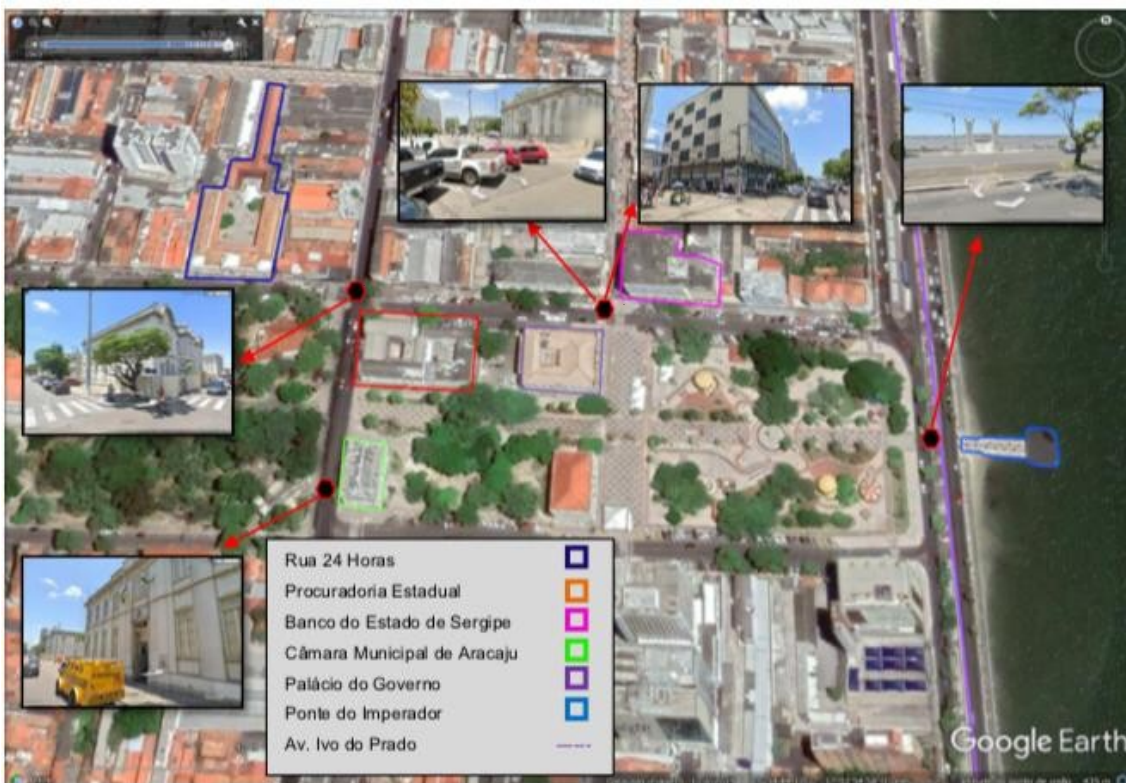 Rua 24 Horas
Procuradoria Estadual
Banco do Estado de Sergipe
Câmara Municipal de Aracaju
Palácio do Governo
Ponte do Imperador
Av. Ivo do Prado
Google Earth